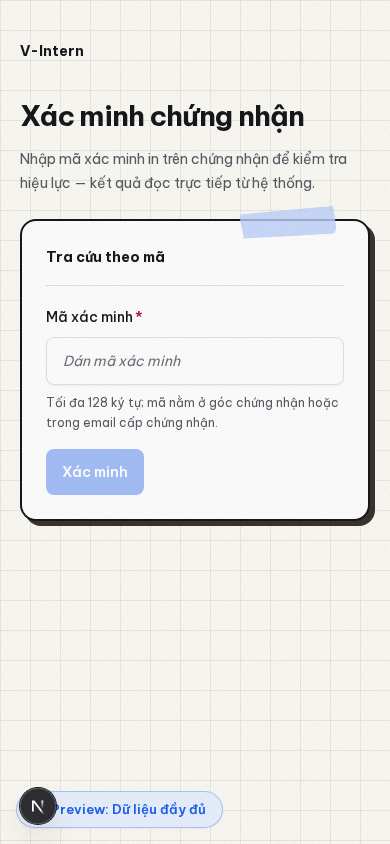 V-Intern
Xác minh chứng nhận
Nhập mã xác minh in trên chứng nhận để kiểm tra
hiệu lực — kết quả đọc trực tiếp từ hệ thống.
Tra cứu theo mã
Mã xác minh *
Dán mã xác minh
Tối đa 128 ký tự; mã nằm ở góc chứng nhận hoặc
trong email cấp chứng nhận.
Xác minh
N Preview: Dữ liệu đầy đủ